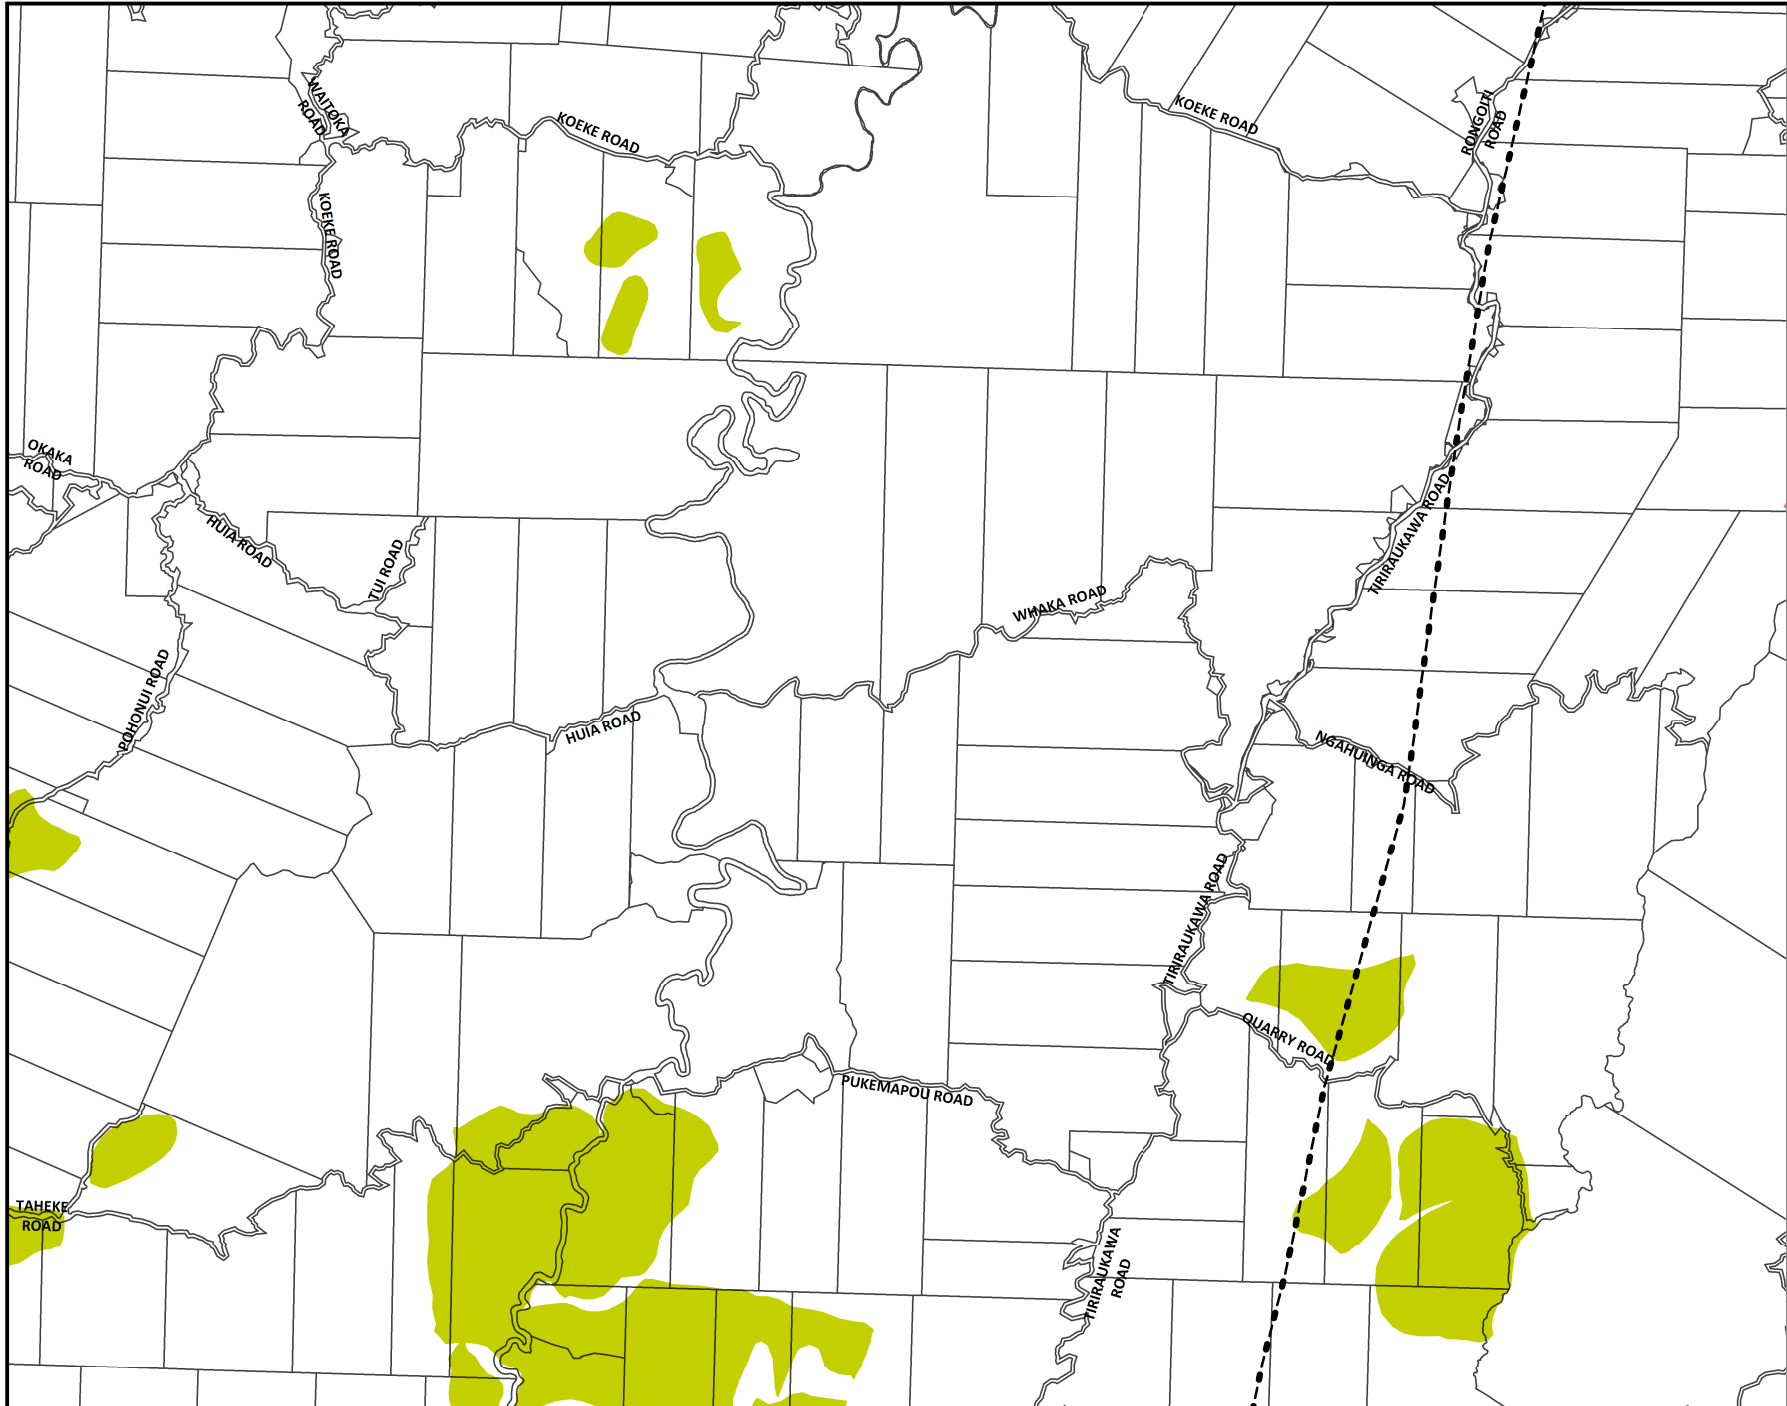 WAITOKA
ROAD
KOEKE ROAD
KOEKE ROAD
RONGOITI
ROAD
KOEKE ROAD
OKAKA
ROAD
HUIA ROAD
TUI ROAD
TIRIRAUKAWA ROAD
WHAKA ROAD
POHONUI ROAD
HUIA ROAD
NGAHUINGA ROAD
TIRIRAUKAWA ROAD
QUARRY ROAD
PUKEMAPOU ROAD
TAHEKE
ROAD
TIRIRAUKAWA
ROAD